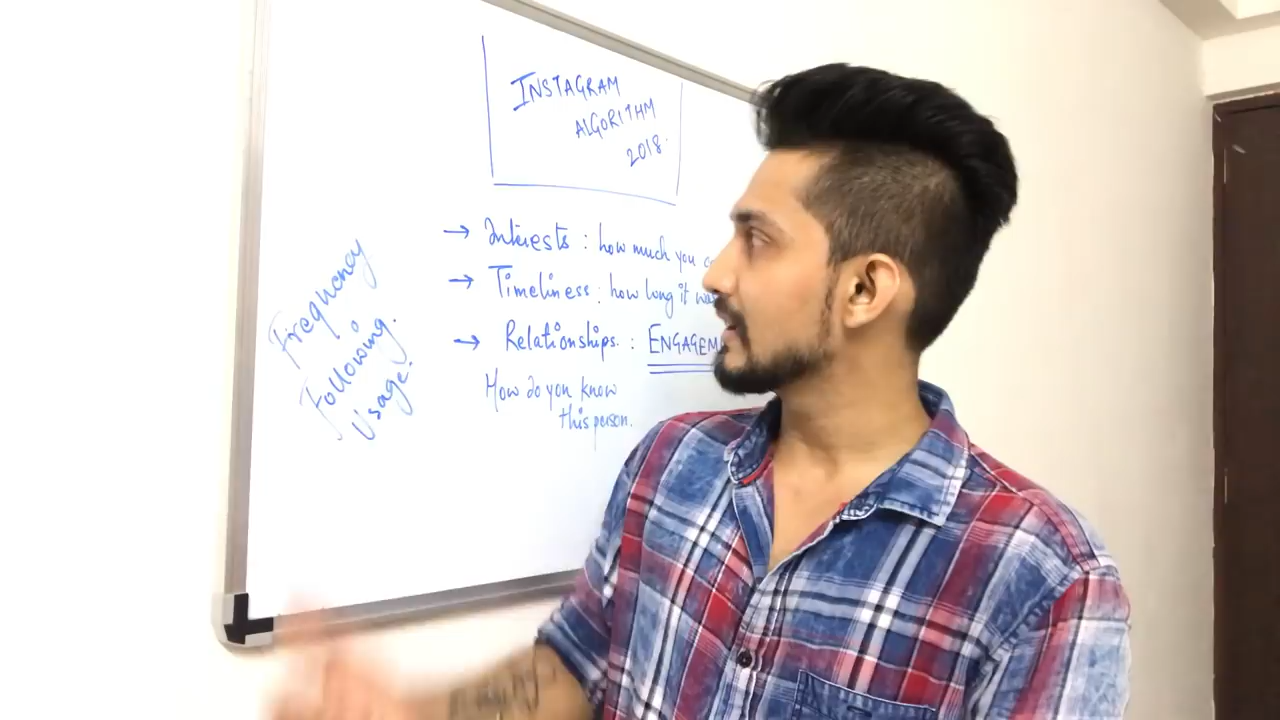 INSTAGRAM
ALGORITHM
2018.
→ Interests : how much you
→ Timeliness : how long it
→ Relationships. : ENGAGEM
How do you know
this person.
Frequency
Following.
Usage.